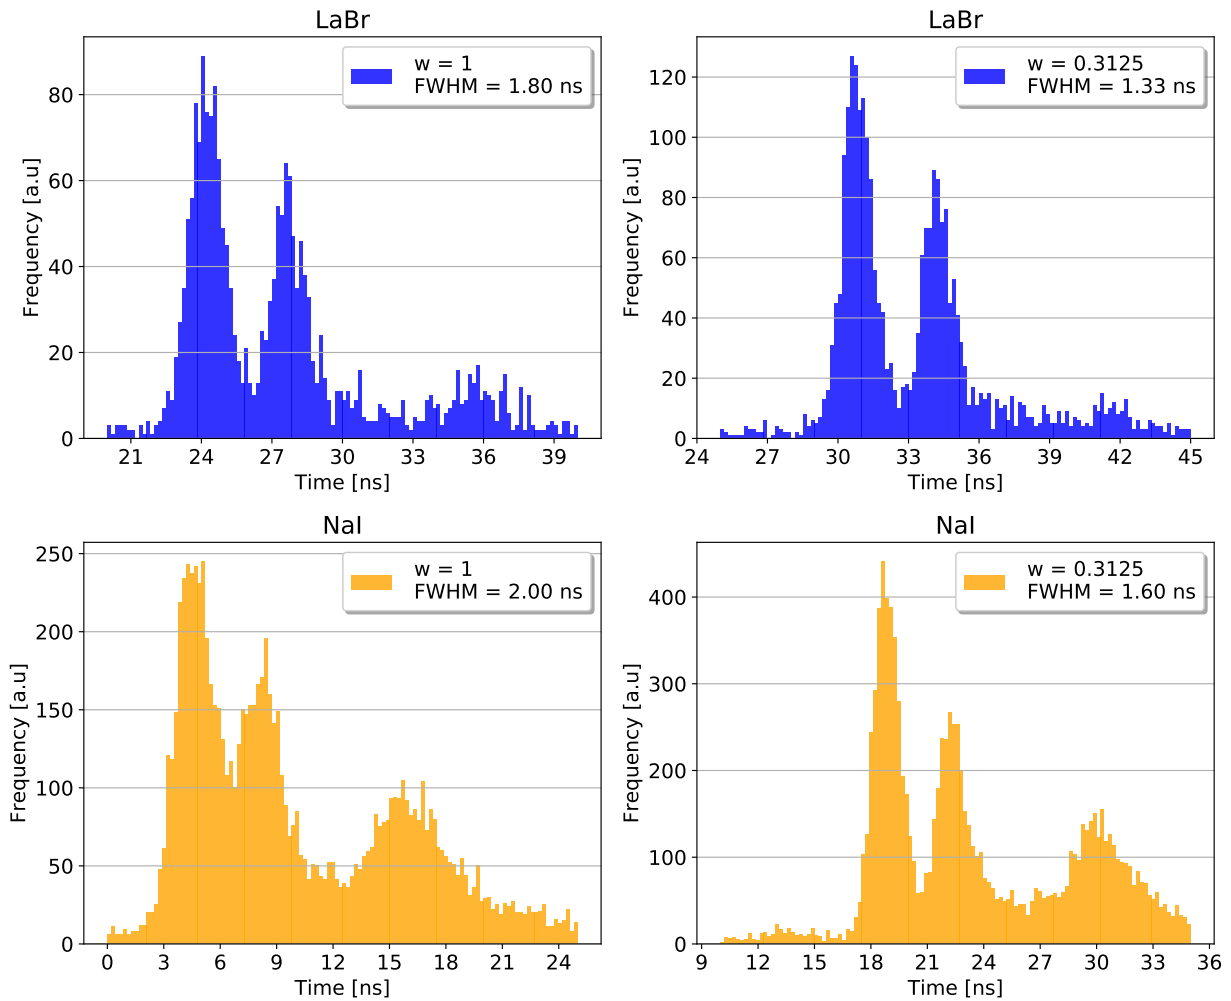 LaBr
w = 1
FWHM = 1.80 ns
Frequency [a.u]
80
60
40
20
0
21 24 27 30 33 36 39
Time [ns]
LaBr
w = 0.3125
FWHM = 1.33 ns
Frequency [a.u]
120
100
80
60
40
20
0
24 27 30 33 36 39 42 45
Time [ns]
NaI
w = 1
FWHM = 2.00 ns
Frequency [a.u]
250
200
150
100
50
0
0 3 6 9 12 15 18 21 24
Time [ns]
NaI
w = 0.3125
FWHM = 1.60 ns
Frequency [a.u]
400
300
200
100
0
9 12 15 18 21 24 27 30 33 36
Time [ns]